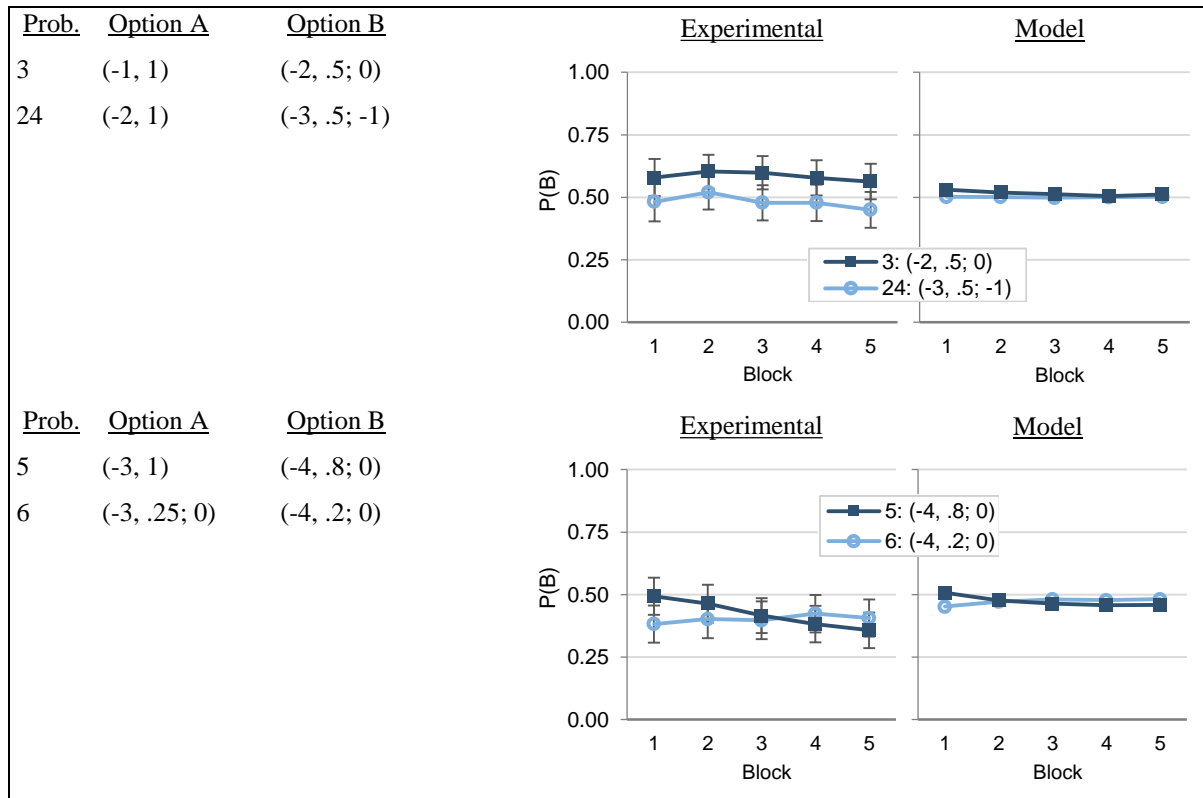 Prob. Option A Option B
3 (-1, 1) (-2, .5; 0)
24 (-2, 1) (-3, .5; -1)
Experimental Model
1.00
0.75
0.50
0.25
0.00
P(B)
3: (-2, .5; 0)
24: (-3, .5; -1)
1 2 3 4 5 1 2 3 4 5
Block Block
Prob. Option A Option B
5 (-3, 1) (-4, .8; 0)
6 (-3, .25; 0) (-4, .2; 0)
Experimental Model
1.00
0.75
0.50
0.25
0.00
P(B)
5: (-4, .8; 0)
6: (-4, .2; 0)
1 2 3 4 5 1 2 3 4 5
Block Block